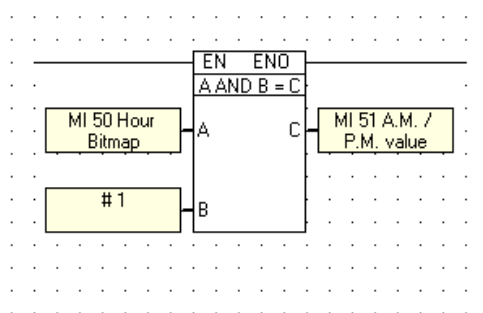 EN ENO
A AND B = C
MI 50 Hour
Bitmap
A
C
MI 51 A.M. /
P.M. value
# 1
B